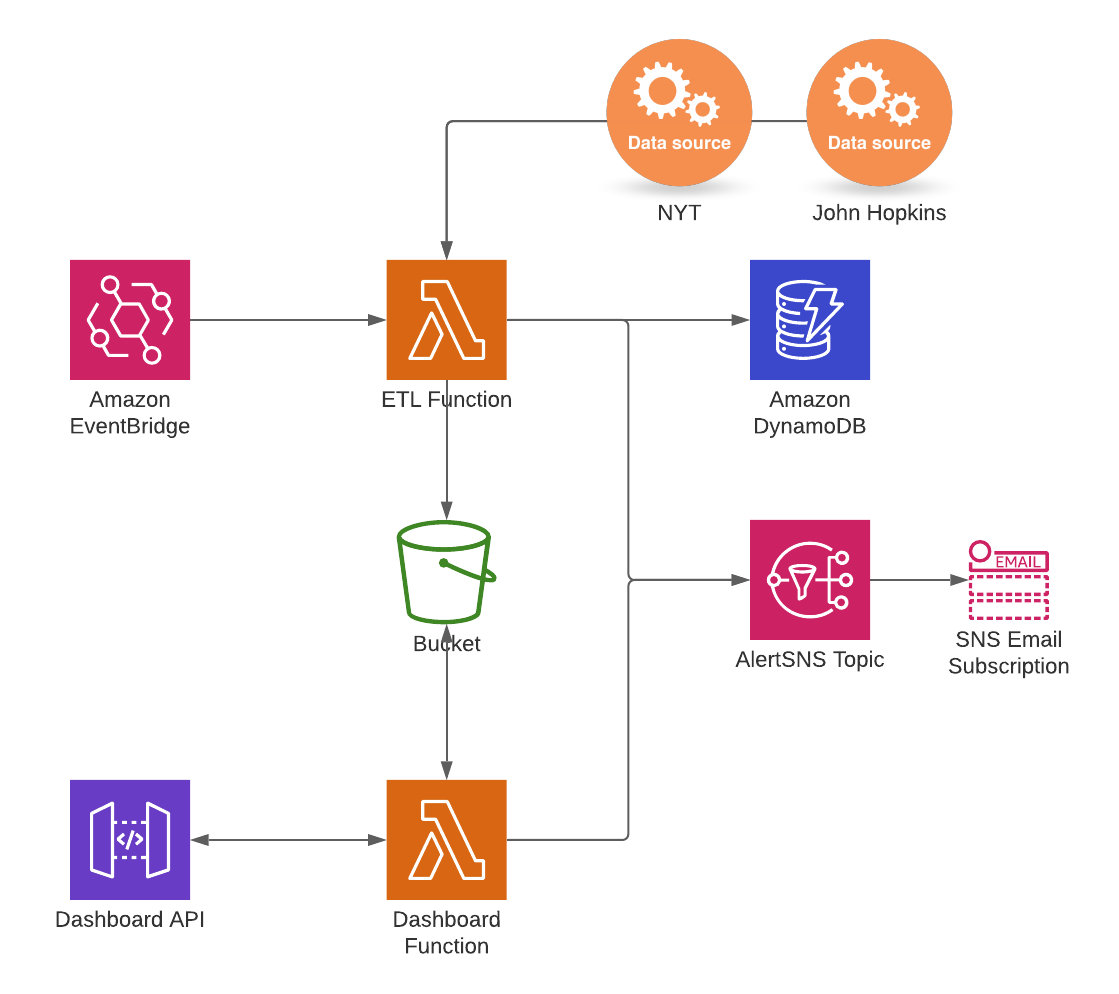 Data source
Data source
NYT
John Hopkins
Amazon
EventBridge
ETL Function
Amazon
DynamoDB
Bucket
EMAIL
AlertSNS Topic
SNS Email
Subscription
</>
Dashboard API
Dashboard
Function